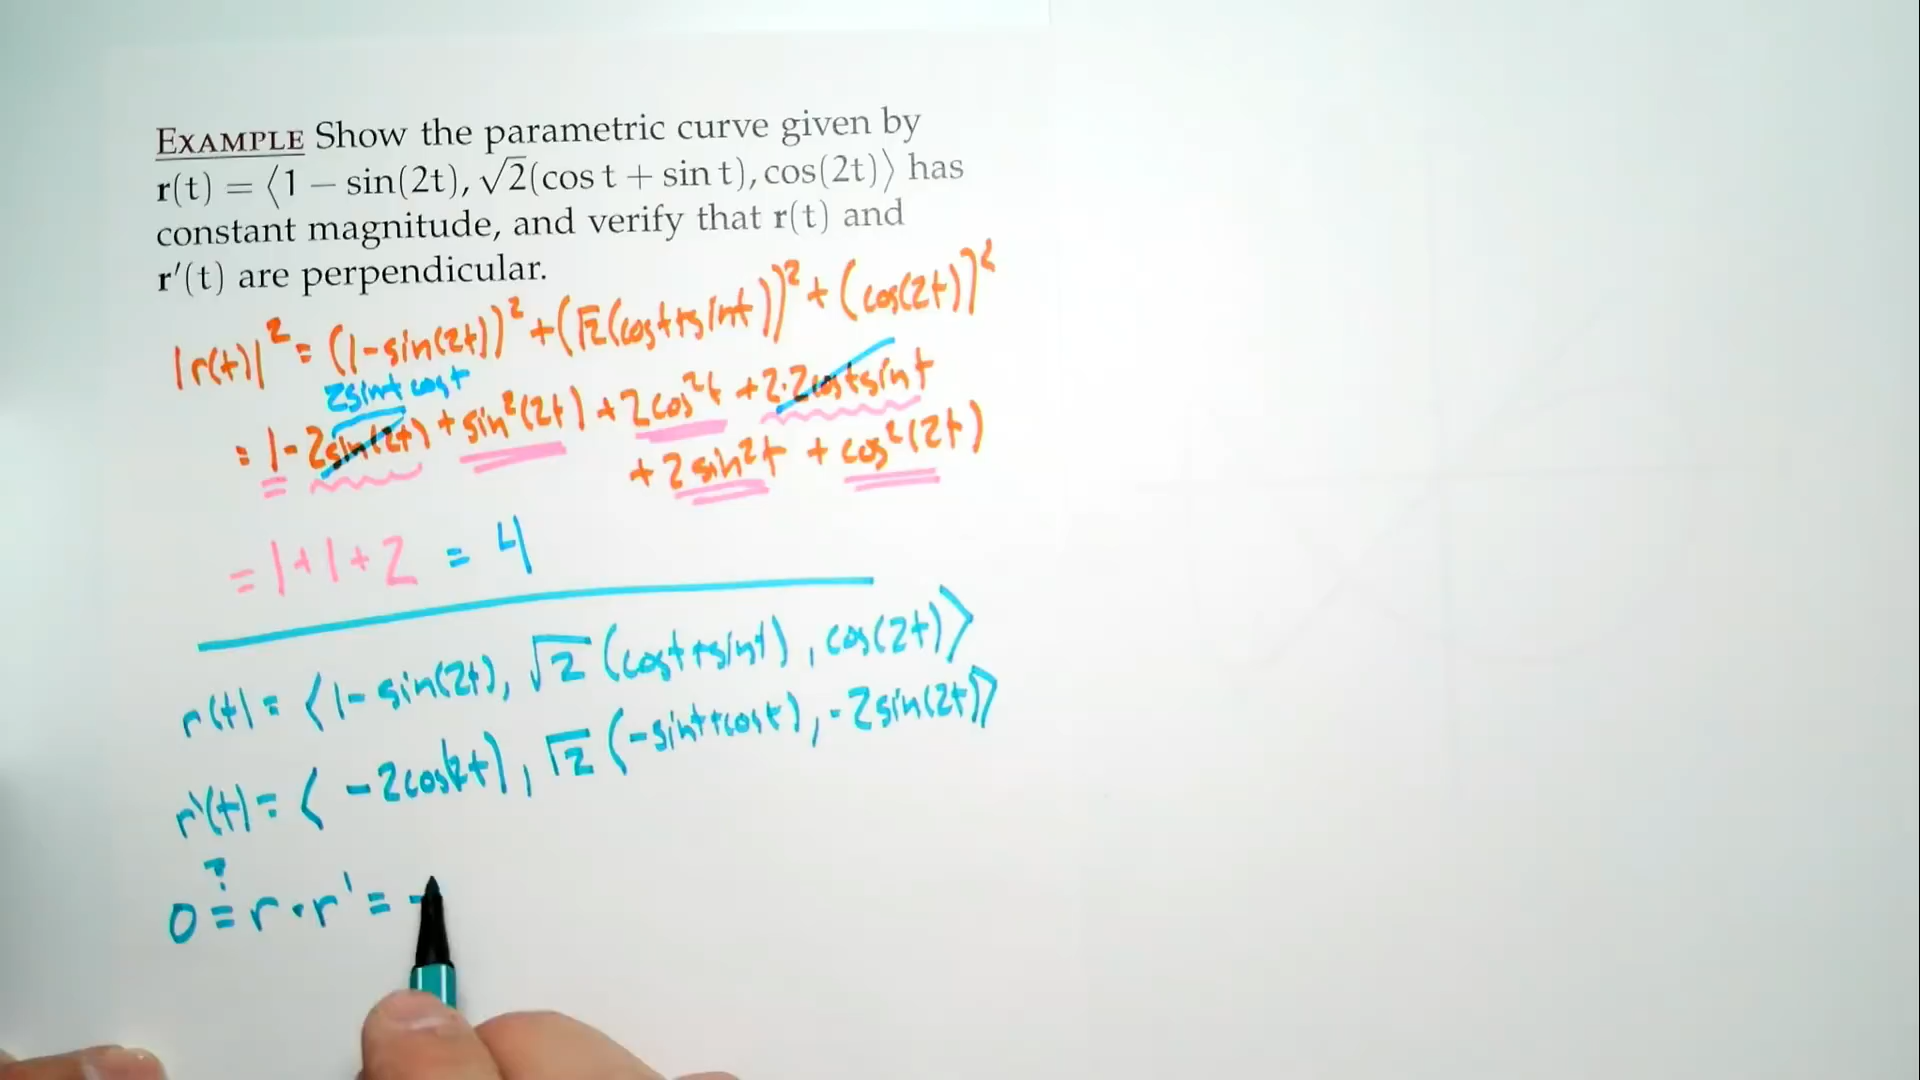 EXAMPLE Show the parametric curve given by
r(t) = ⟨1 − sin(2t), √2(cos t + sin t), cos(2t)⟩ has
constant magnitude, and verify that r(t) and
r′(t) are perpendicular.
|r(t)|² = (1-sin(2t))² + (√2(cost+sint))² + (cos(2t))²
2sint cost
= 1 - 2sin(2t) + sin²(2t) + 2cos²t + 2·2costsint
+ 2sin²t + cos²(2t)
= 1+1+2 = 4
r(t) = ⟨1-sin(2t), √2 (cost+sint), cos(2t)⟩
r'(t) = ⟨ -2cos(2t), √2 (-sint+cost), -2sin(2t)⟩
?
0 = r · r' = -